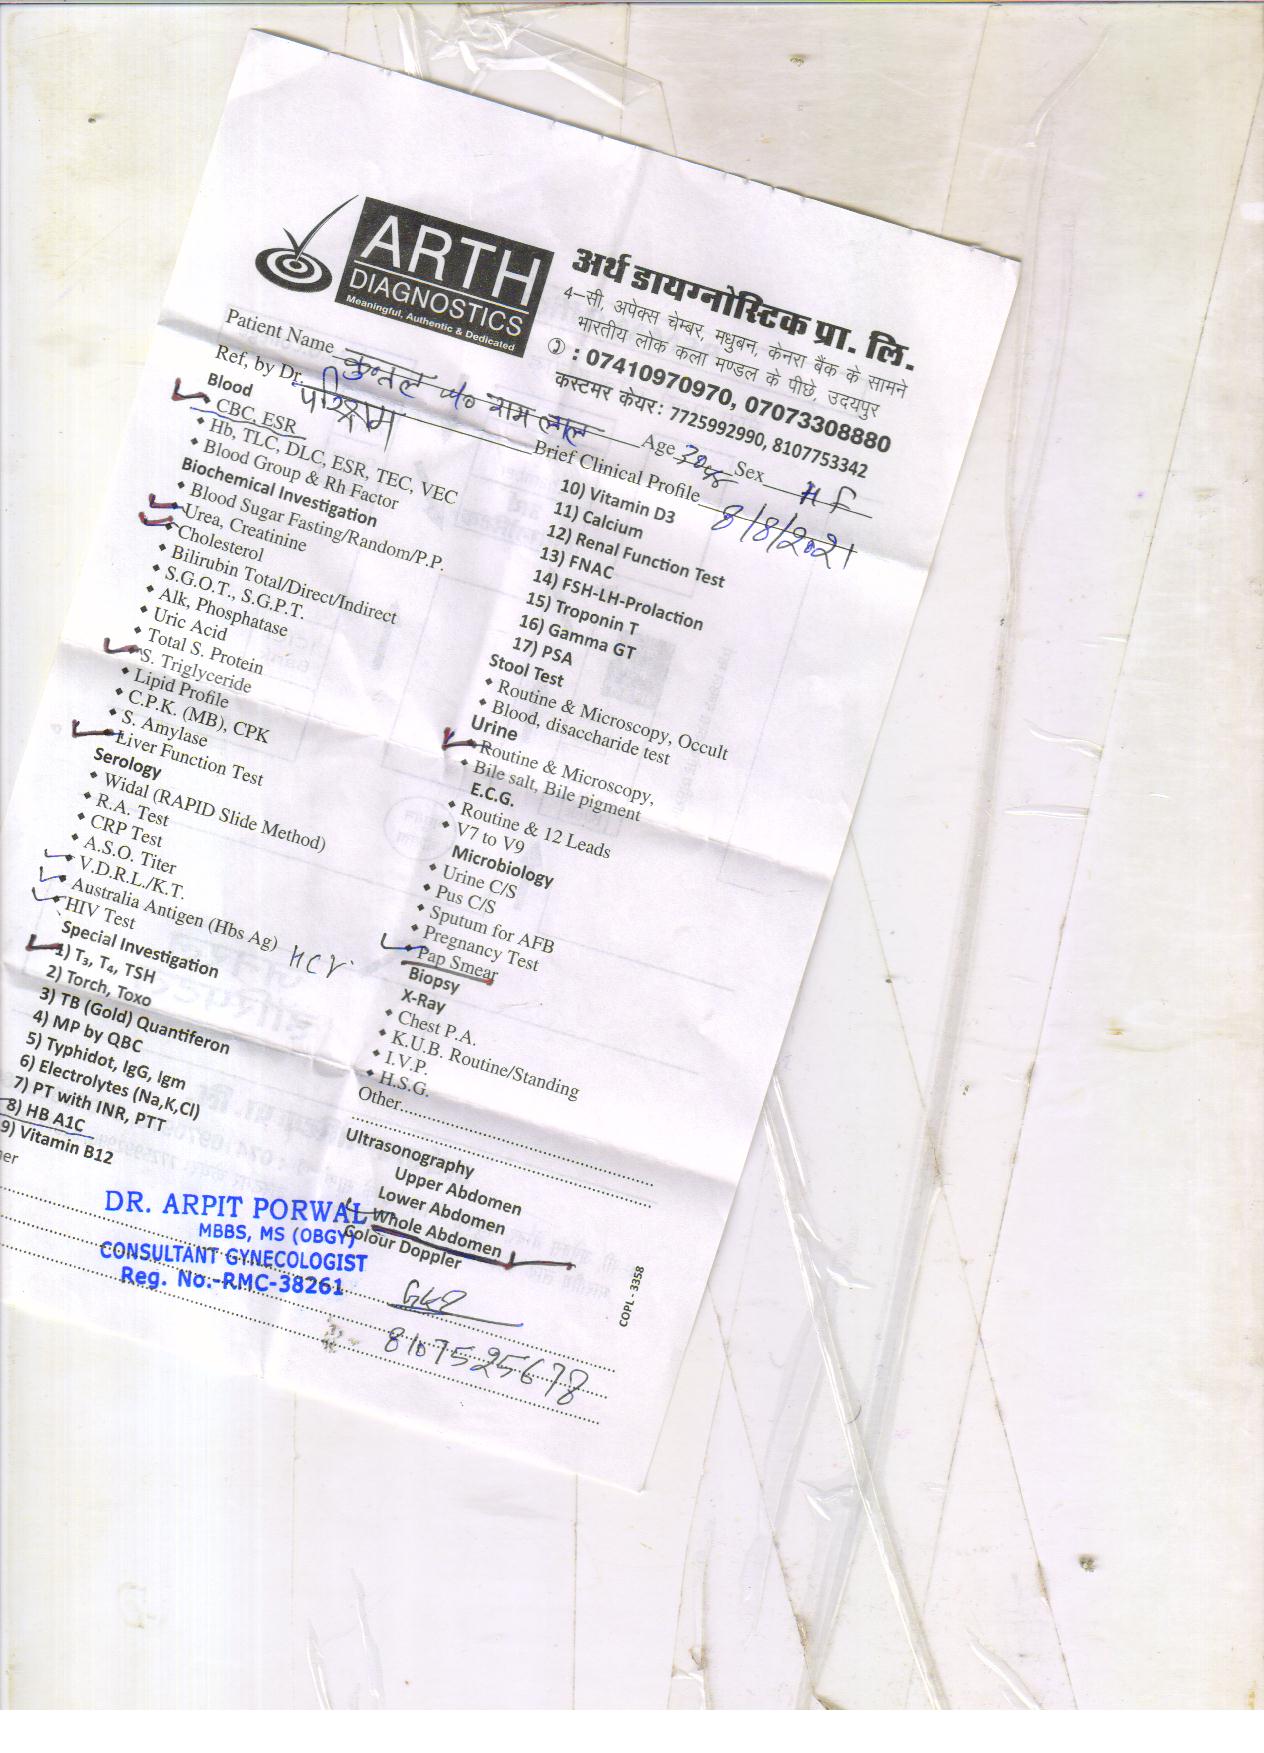 ARTH
DIAGNOSTICS
Meaningful, Authentic & Dedicated
अर्थ डायग्नोस्टिक प्रा. लि.
4-सी, अपेक्स चेम्बर, मधुबन, केनरा बैंक के सामने
भारतीय लोक कला मण्डल के पीछे, उदयपुर
: 07410970970, 07073308880
कस्टमर केयर: 7725992990, 8107753342
Patient Name
Ref, by Dr.
Age Sex F
Brief Clinical Profile 8/8/2021
Blood
CBC, ESR
Hb, TLC, DLC, ESR, TEC, VEC
Blood Group & Rh Factor
Biochemical Investigation
Blood Sugar Fasting/Random/P.P.
Urea, Creatinine
Cholesterol
Bilirubin Total/Direct/Indirect
S.G.O.T., S.G.P.T.
Alk, Phosphatase
Uric Acid
Total S. Protein
S. Triglyceride
Lipid Profile
C.P.K. (MB), CPK
S. Amylase
Liver Function Test
Serology
Widal (RAPID Slide Method)
R.A. Test
CRP Test
A.S.O. Titer
V.D.R.L./K.T.
Australia Antigen (Hbs Ag) HCV
HIV Test
Special Investigation
1) T₃, T₄, TSH
2) Torch, Toxo
3) TB (Gold) Quantiferon
4) MP by QBC
5) Typhidot, IgG, Igm
6) Electrolytes (Na,K,Cl)
7) PT with INR, PTT
8) HB A1C
9) Vitamin B12
10) Vitamin D3
11) Calcium
12) Renal Function Test
13) FNAC
14) FSH-LH-Prolaction
15) Troponin T
16) Gamma GT
17) PSA
Stool Test
Routine & Microscopy, Occult
Blood, disaccharide test
Urine
Routine & Microscopy,
Bile salt, Bile pigment
E.C.G.
Routine & 12 Leads
V7 to V9
Microbiology
Urine C/S
Pus C/S
Sputum for AFB
Pregnancy Test
Pap Smear
Biopsy
X-Ray
Chest P.A.
K.U.B. Routine/Standing
I.V.P.
H.S.G.
Other
Ultrasonography
Upper Abdomen
Lower Abdomen
Whole Abdomen
Colour Doppler
DR. ARPIT PORWAL
MBBS, MS (OBGY)
CONSULTANT GYNECOLOGIST
Reg. No:-RMC-38261
8107525678
COPL - 3358